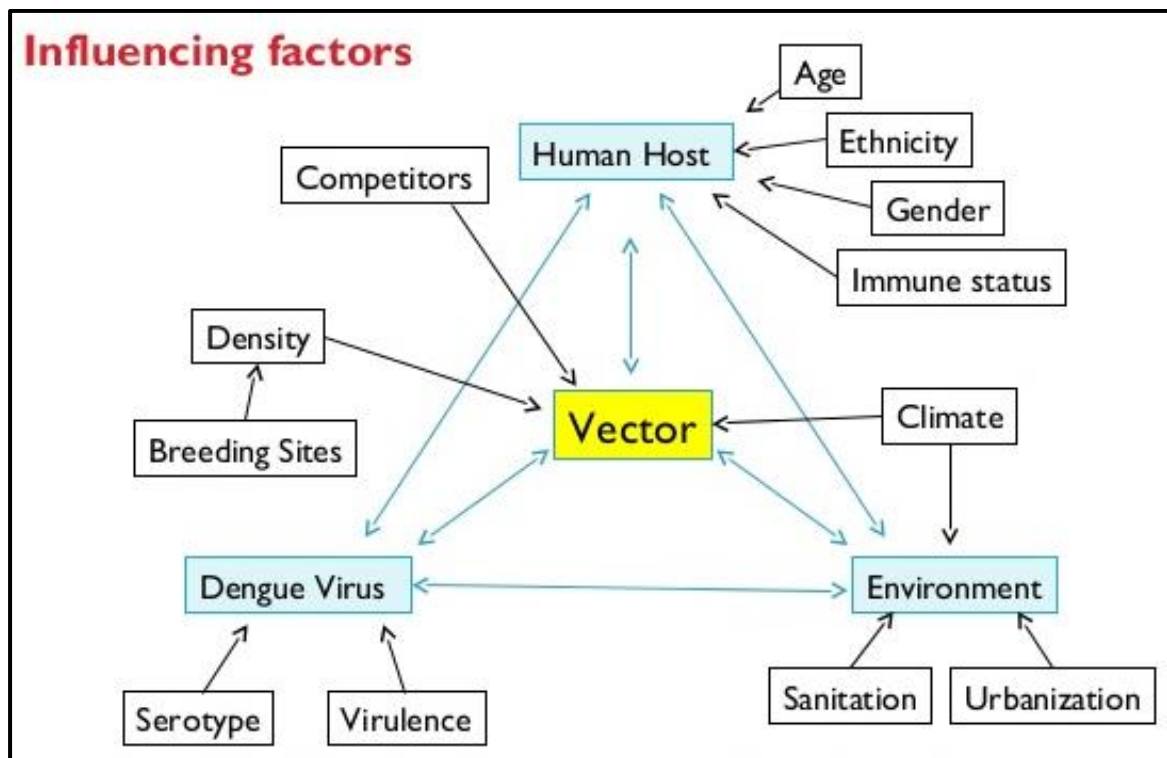 Influencing factors
Age
Human Host
Ethnicity
Competitors
Gender
Immune status
Density
Vector
Climate
Breeding Sites
Dengue Virus
Environment
Sanitation
Urbanization
Serotype
Virulence